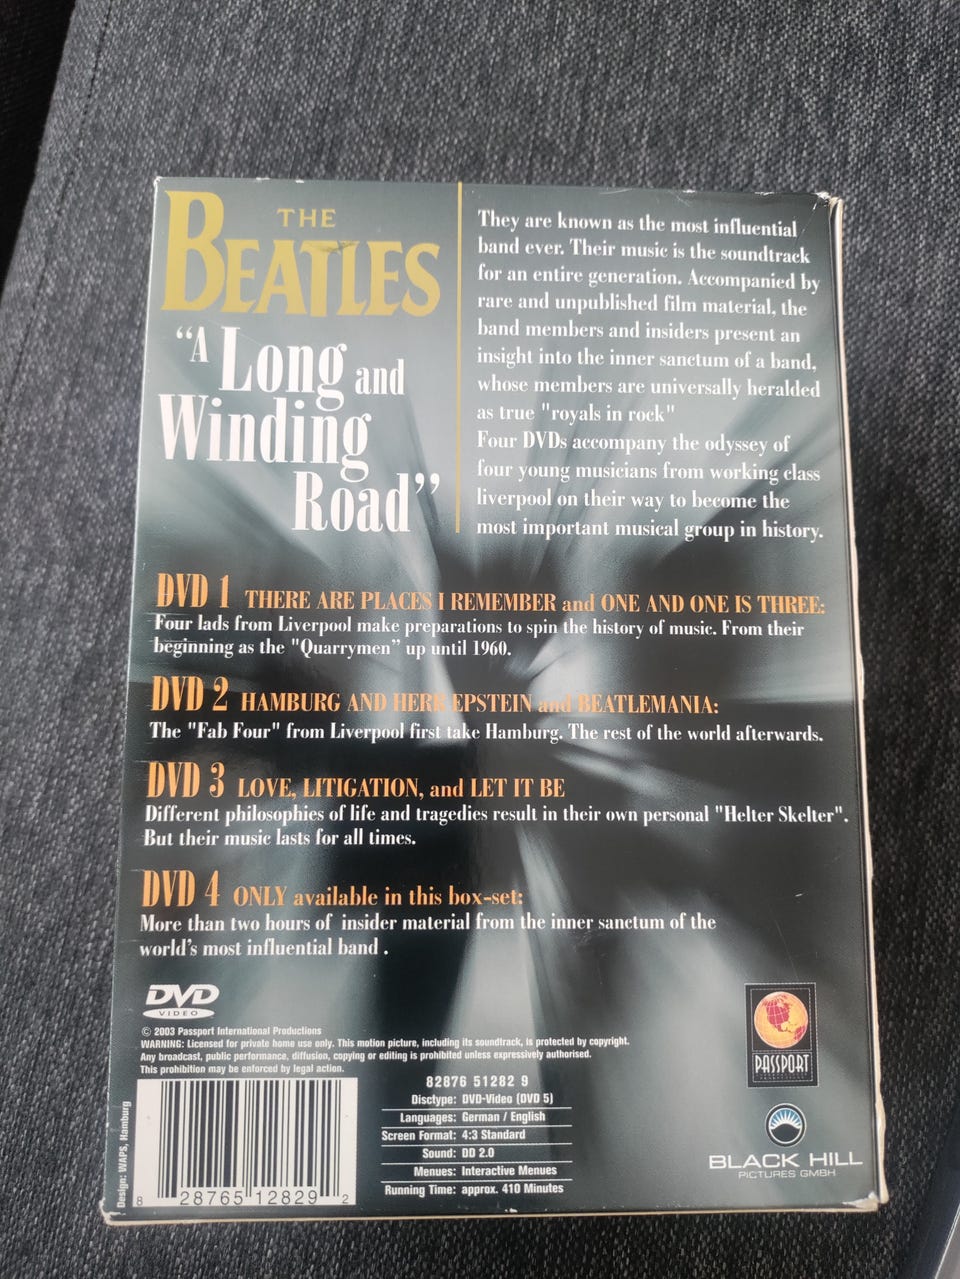 THE
BEATLES
"A Long and
Winding
Road"
They are known as the most influential
band ever. Their music is the soundtrack
for an entire generation. Accompanied by
rare and unpublished film material, the
band members and insiders present an
insight into the inner sanctum of a band,
whose members are universally heralded
as true "royals in rock"
Four DVDs accompany the odyssey of
four young musicians from working class
liverpool on their way to become the
most important musical group in history.
DVD 1 THERE ARE PLACES I REMEMBER and ONE AND ONE IS THREE:
Four lads from Liverpool make preparations to spin the history of music. From their
beginning as the "Quarrymen" up until 1960.
DVD 2 HAMBURG AND HERR EPSTEIN and BEATLEMANIA:
The "Fab Four" from Liverpool first take Hamburg. The rest of the world afterwards.
DVD 3 LOVE, LITIGATION, and LET IT BE
Different philosophies of life and tragedies result in their own personal "Helter Skelter".
But their music lasts for all times.
DVD 4 ONLY available in this box-set:
More than two hours of insider material from the inner sanctum of the
world's most influential band .
DVD
VIDEO
© 2003 Passport International Productions
WARNING: Licensed for private home use only. This motion picture, including its soundtrack, is protected by copyright.
Any broadcast, public performance, diffusion, copying or editing is prohibited unless expressively authorised.
This prohibition may be enforced by legal action.
Design: WAPS, Hamburg
8 28765 12829 2
82876 51282 9
Disctype: DVD-Video (DVD 5)
Languages: German / English
Screen Format: 4:3 Standard
Sound: DD 2.0
Menues: Interactive Menues
Running Time: approx. 410 Minutes
PASSPORT
BLACK HILL
PICTURES GMBH